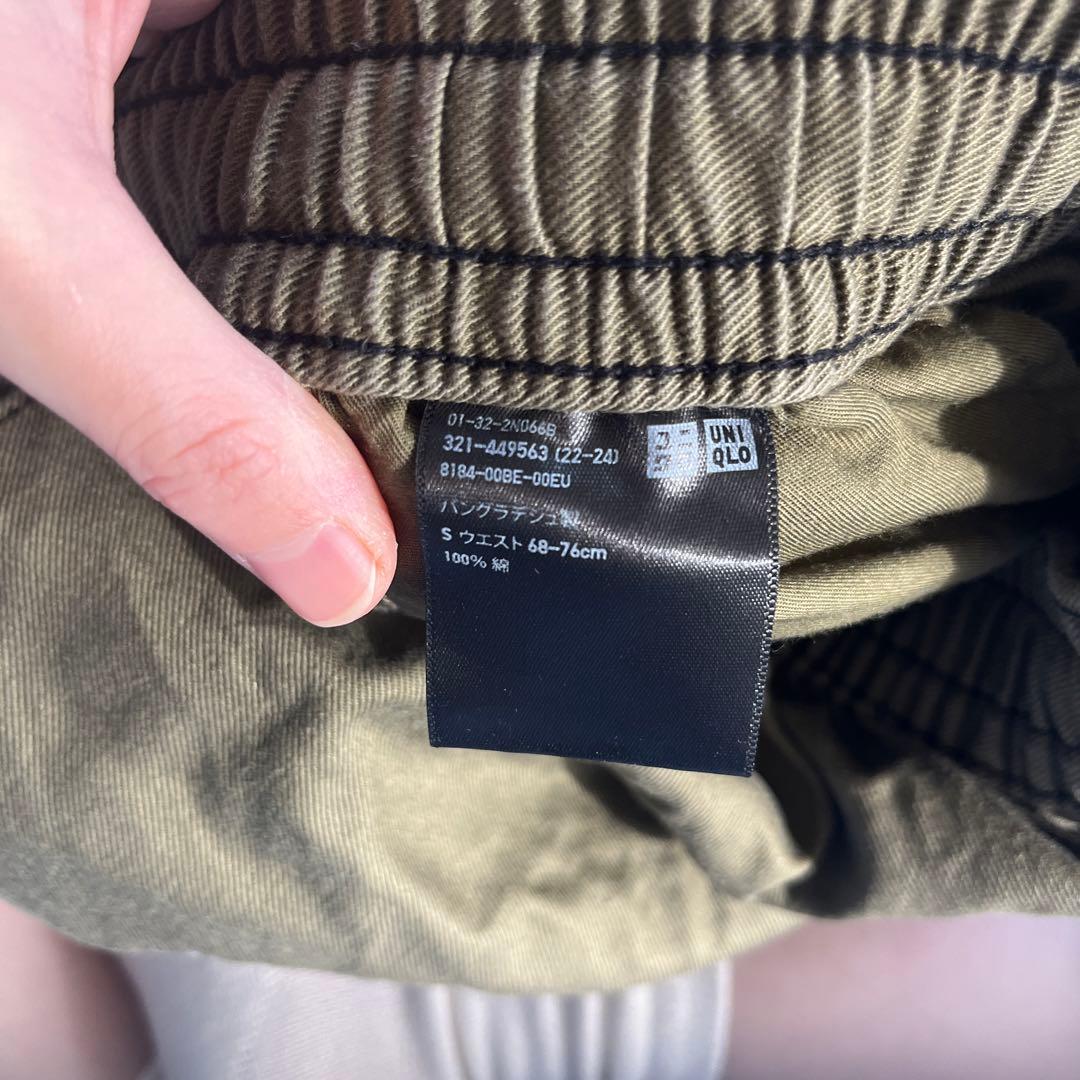 01-32-2N066B
321-449563 (22-24)
8184-00BE-00EU
バングラデシュ製
S ウエスト 68-76cm
100% 綿
UNI
QLO